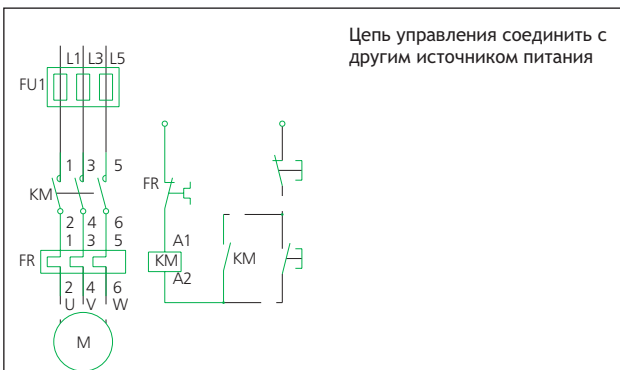 Цепь управления соединить с
другим источником питания
L1 L3 L5
FU1
1 3 5
KM
2 4 6
1 3 5
FR
2 4 6
U V W
M
FR
A1
KM
A2
KM